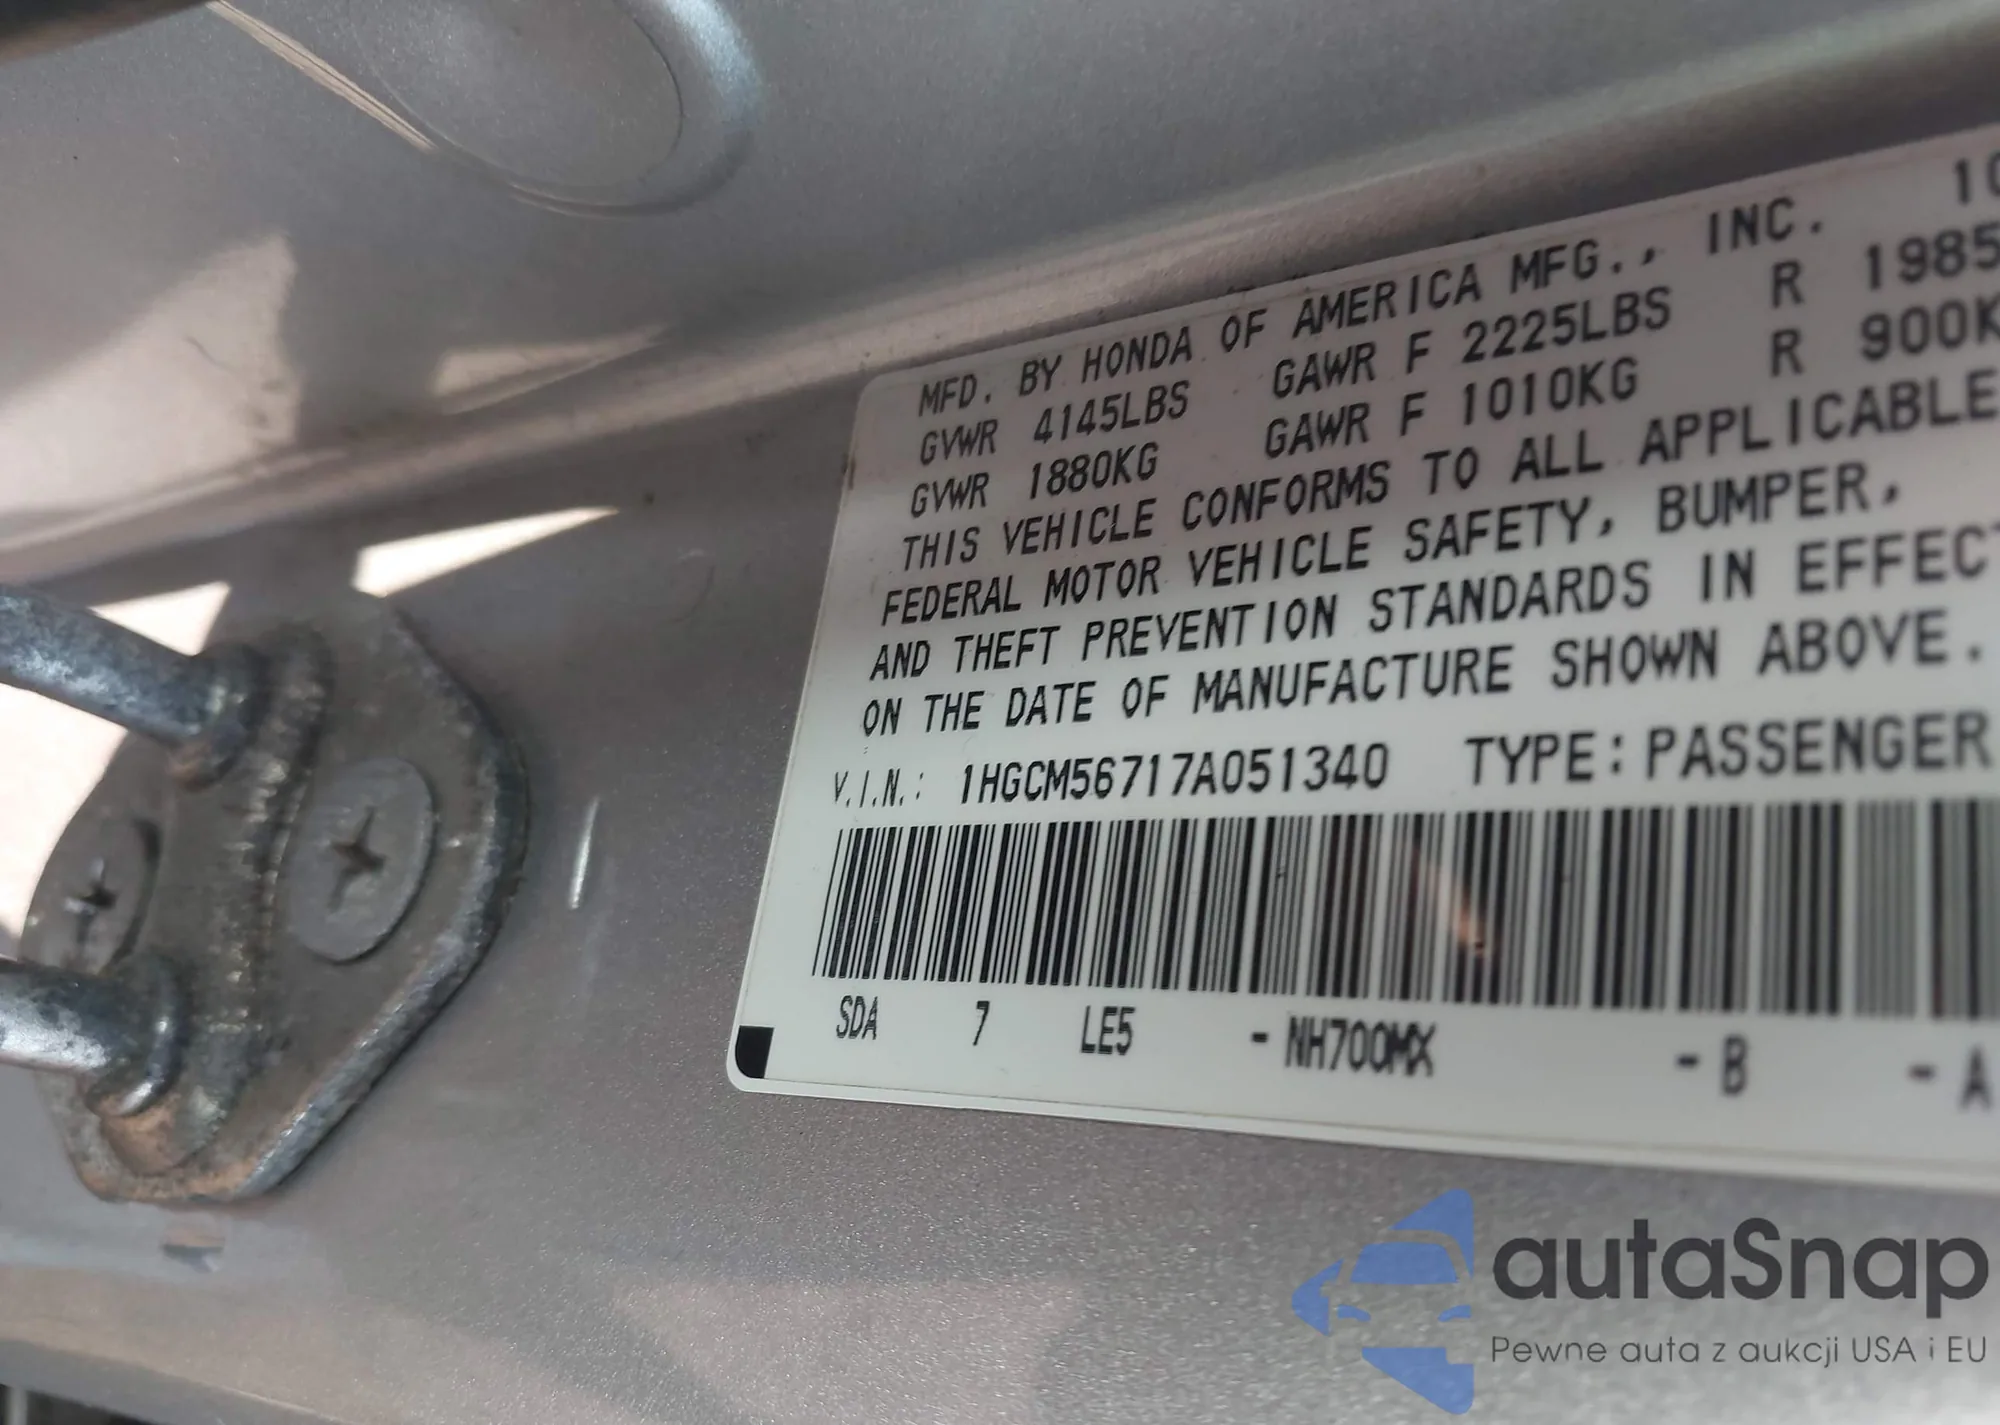 MFD. BY HONDA OF AMERICA MFG., INC. 10
GVWR 4145LBS GAWR F 2225LBS R 1985
GVWR 1880KG GAWR F 1010KG R 900K
THIS VEHICLE CONFORMS TO ALL APPLICABLE
FEDERAL MOTOR VEHICLE SAFETY, BUMPER,
AND THEFT PREVENTION STANDARDS IN EFFECT
ON THE DATE OF MANUFACTURE SHOWN ABOVE.
V.I.N.: 1HGCM56717A051340 TYPE:PASSENGER
SDA 7 LE5 -NH700MX -B -A
autaSnap
Pewne auta z aukcji USA i EU